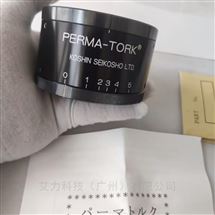 PERMA-TORK®
KOSHIN SEIKOSHO LTD.
0 1 2 3 4 5
PART
艾力科技（广州）有限公司
パーマトルク